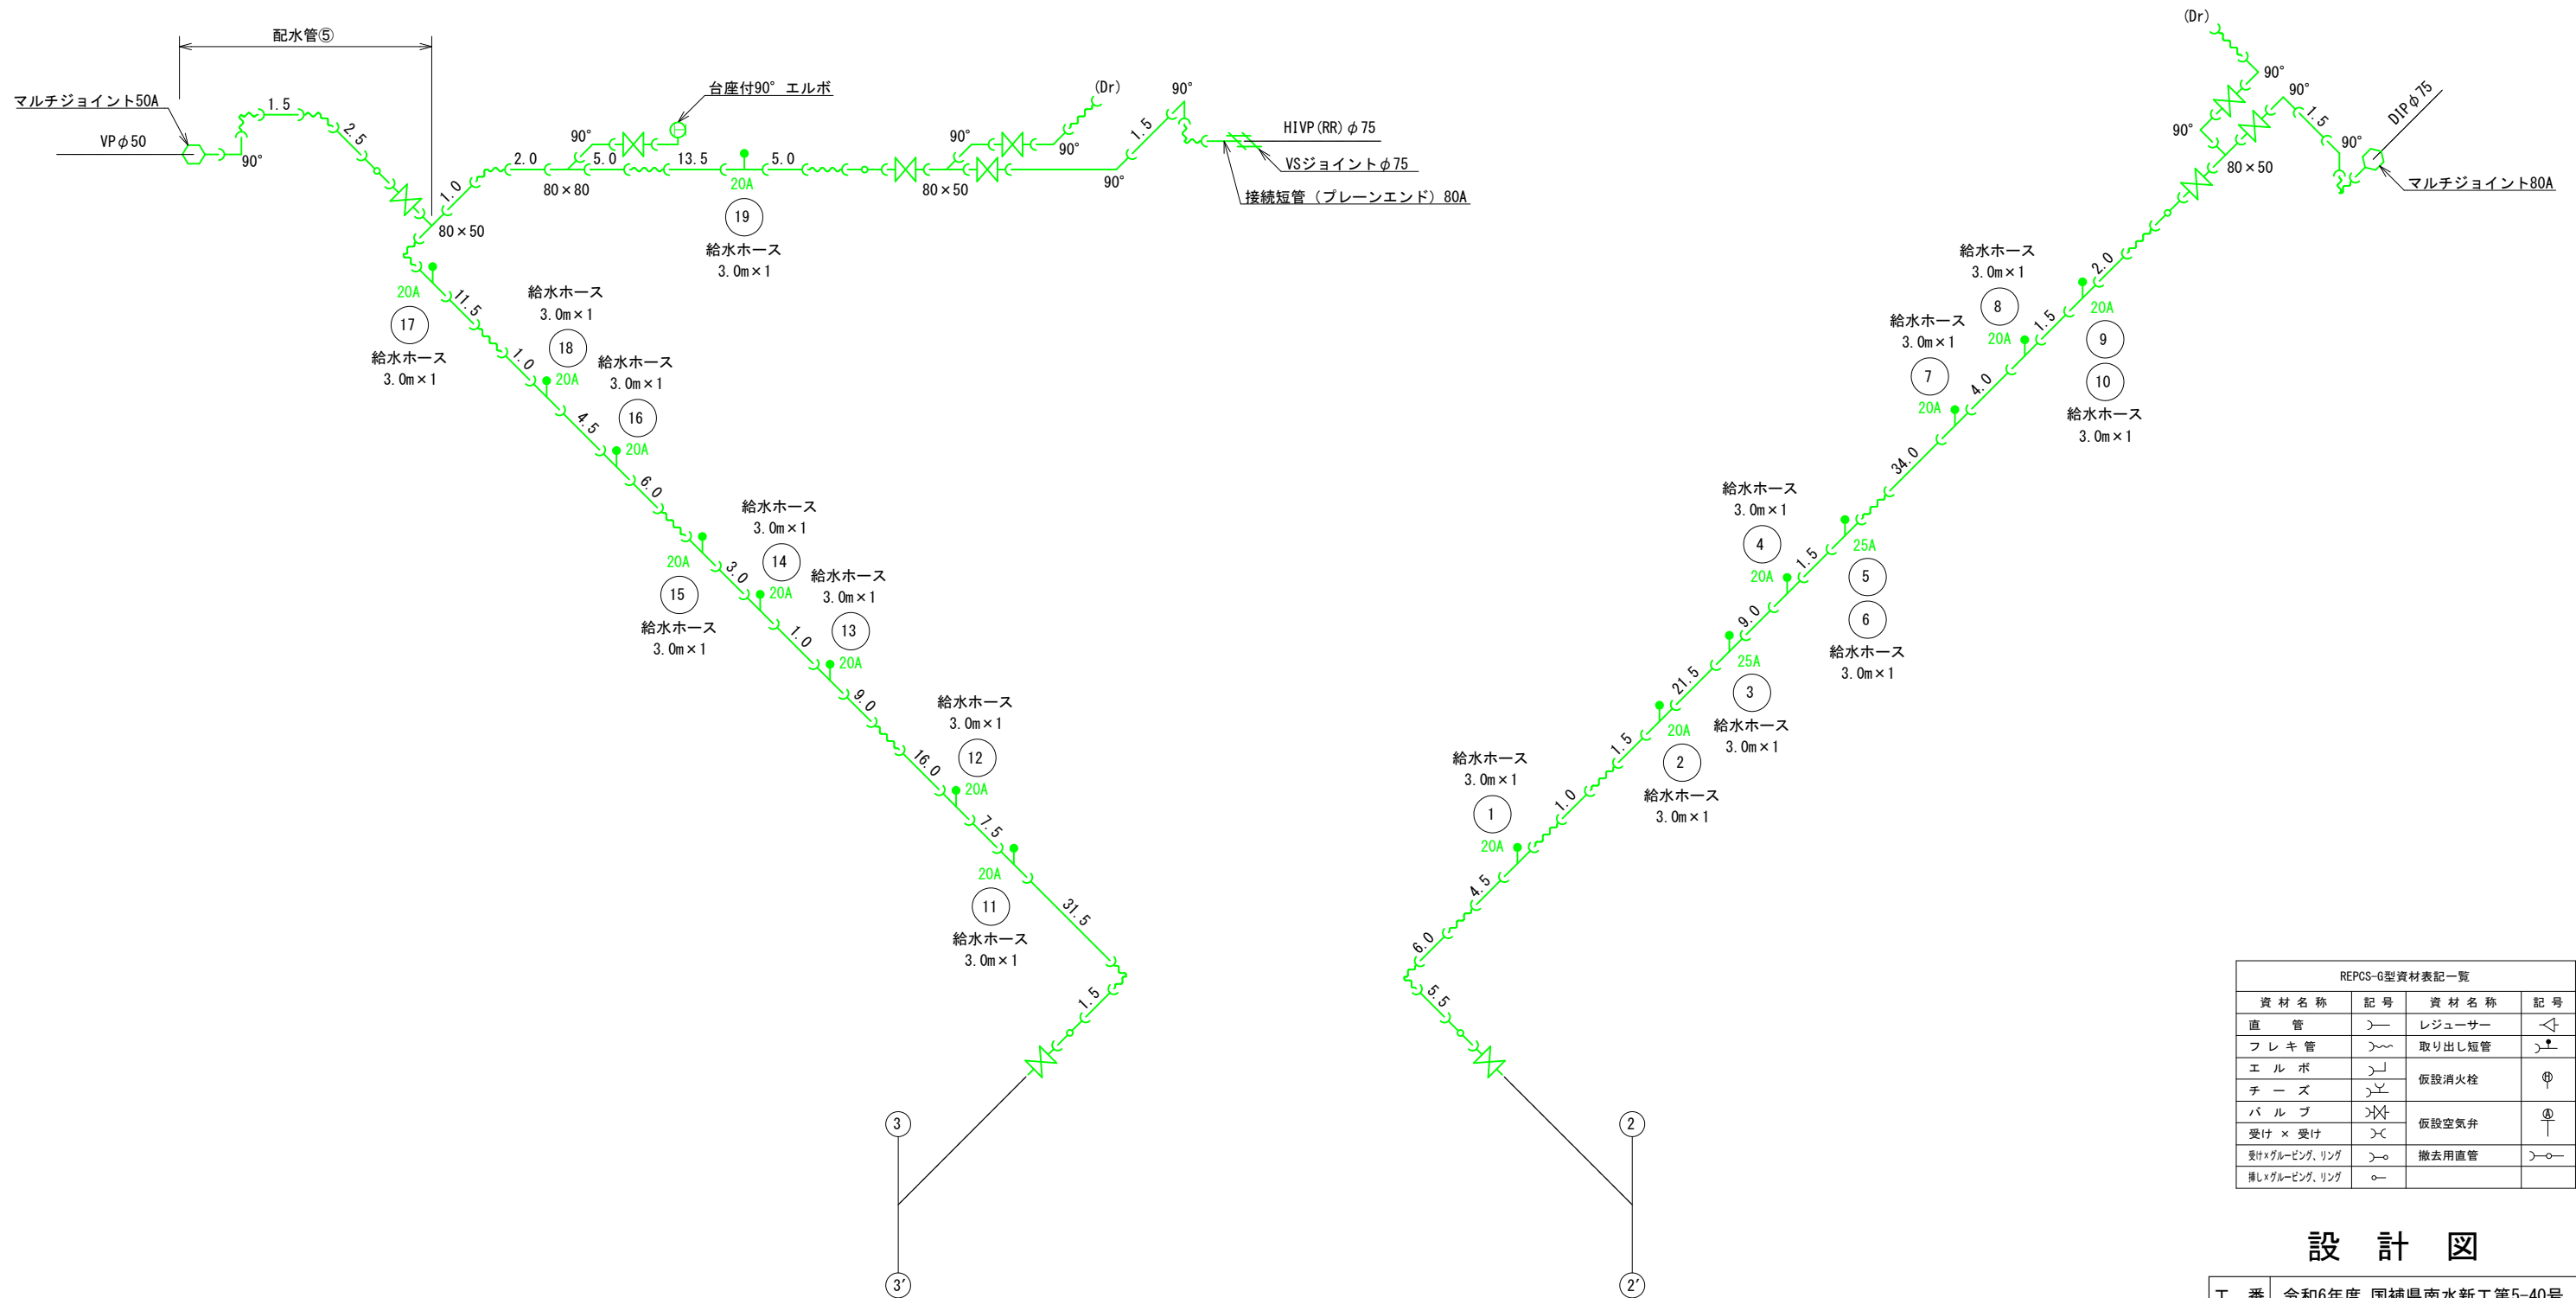 配水管⑤
マルチジョイント50A
VPφ50
90°
1.5
2.5
80×50
1.0
2.0
80×80
90°
5.0
台座付90° エルボ
13.5
20A
19
給水ホース
3.0m×1
5.0
80×50
90°
(Dr)
90°
90°
1.5
90°
HIVP(RR)φ75
VSジョイントφ75
接続短管（プレーンエンド）80A
20A
17
給水ホース
3.0m×1
11.5
1.0
給水ホース
3.0m×1
18
20A
4.5
給水ホース
3.0m×1
16
20A
6.0
20A
15
給水ホース
3.0m×1
3.0
給水ホース
3.0m×1
14
20A
1.0
給水ホース
3.0m×1
13
20A
9.0
16.0
給水ホース
3.0m×1
12
20A
7.5
20A
11
給水ホース
3.0m×1
31.5
1.5
3
3′
(Dr)
90°
90°
90°
1.5
90°
DIPφ75
マルチジョイント80A
80×50
2.0
20A
9
10
給水ホース
3.0m×1
1.5
給水ホース
3.0m×1
8
20A
4.0
給水ホース
3.0m×1
7
20A
34.0
25A
5
6
給水ホース
3.0m×1
1.5
給水ホース
3.0m×1
4
20A
9.0
25A
3
給水ホース
3.0m×1
21.5
20A
2
給水ホース
3.0m×1
1.5
1.0
給水ホース
3.0m×1
1
20A
4.5
6.0
5.5
2
2′
REPCS-G型資材表記一覧
資材名称 記号 資材名称 記号
直管 レジューサー
フレキ管 取り出し短管
エルボ 仮設消火栓
チーズ
バルブ 仮設空気弁
受け × 受け
受け×グルービング、リング 撤去用直管
挿し×グルービング、リング
設計図
工番 令和6年度 国補県南水新工第5-40号